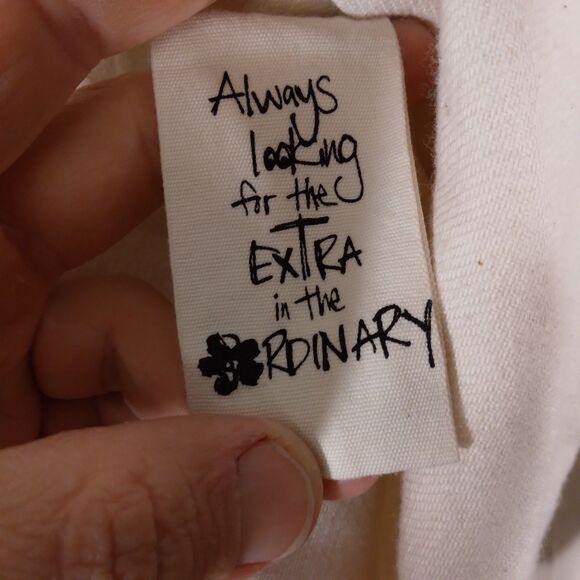 Always
looking
for the
EXTRA
in the
ORDINARY